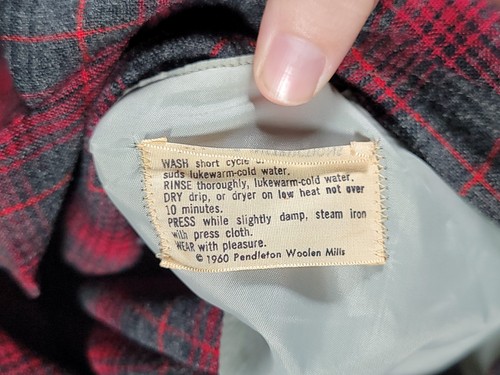 WASH short cycle
suds lukewarm-cold water.
RINSE thoroughly, lukewarm-cold water.
DRY drip, or dryer on low heat not over
10 minutes.
PRESS while slightly damp, steam iron
with press cloth.
WEAR with pleasure.
© 1960 Pendleton Woolen Mills